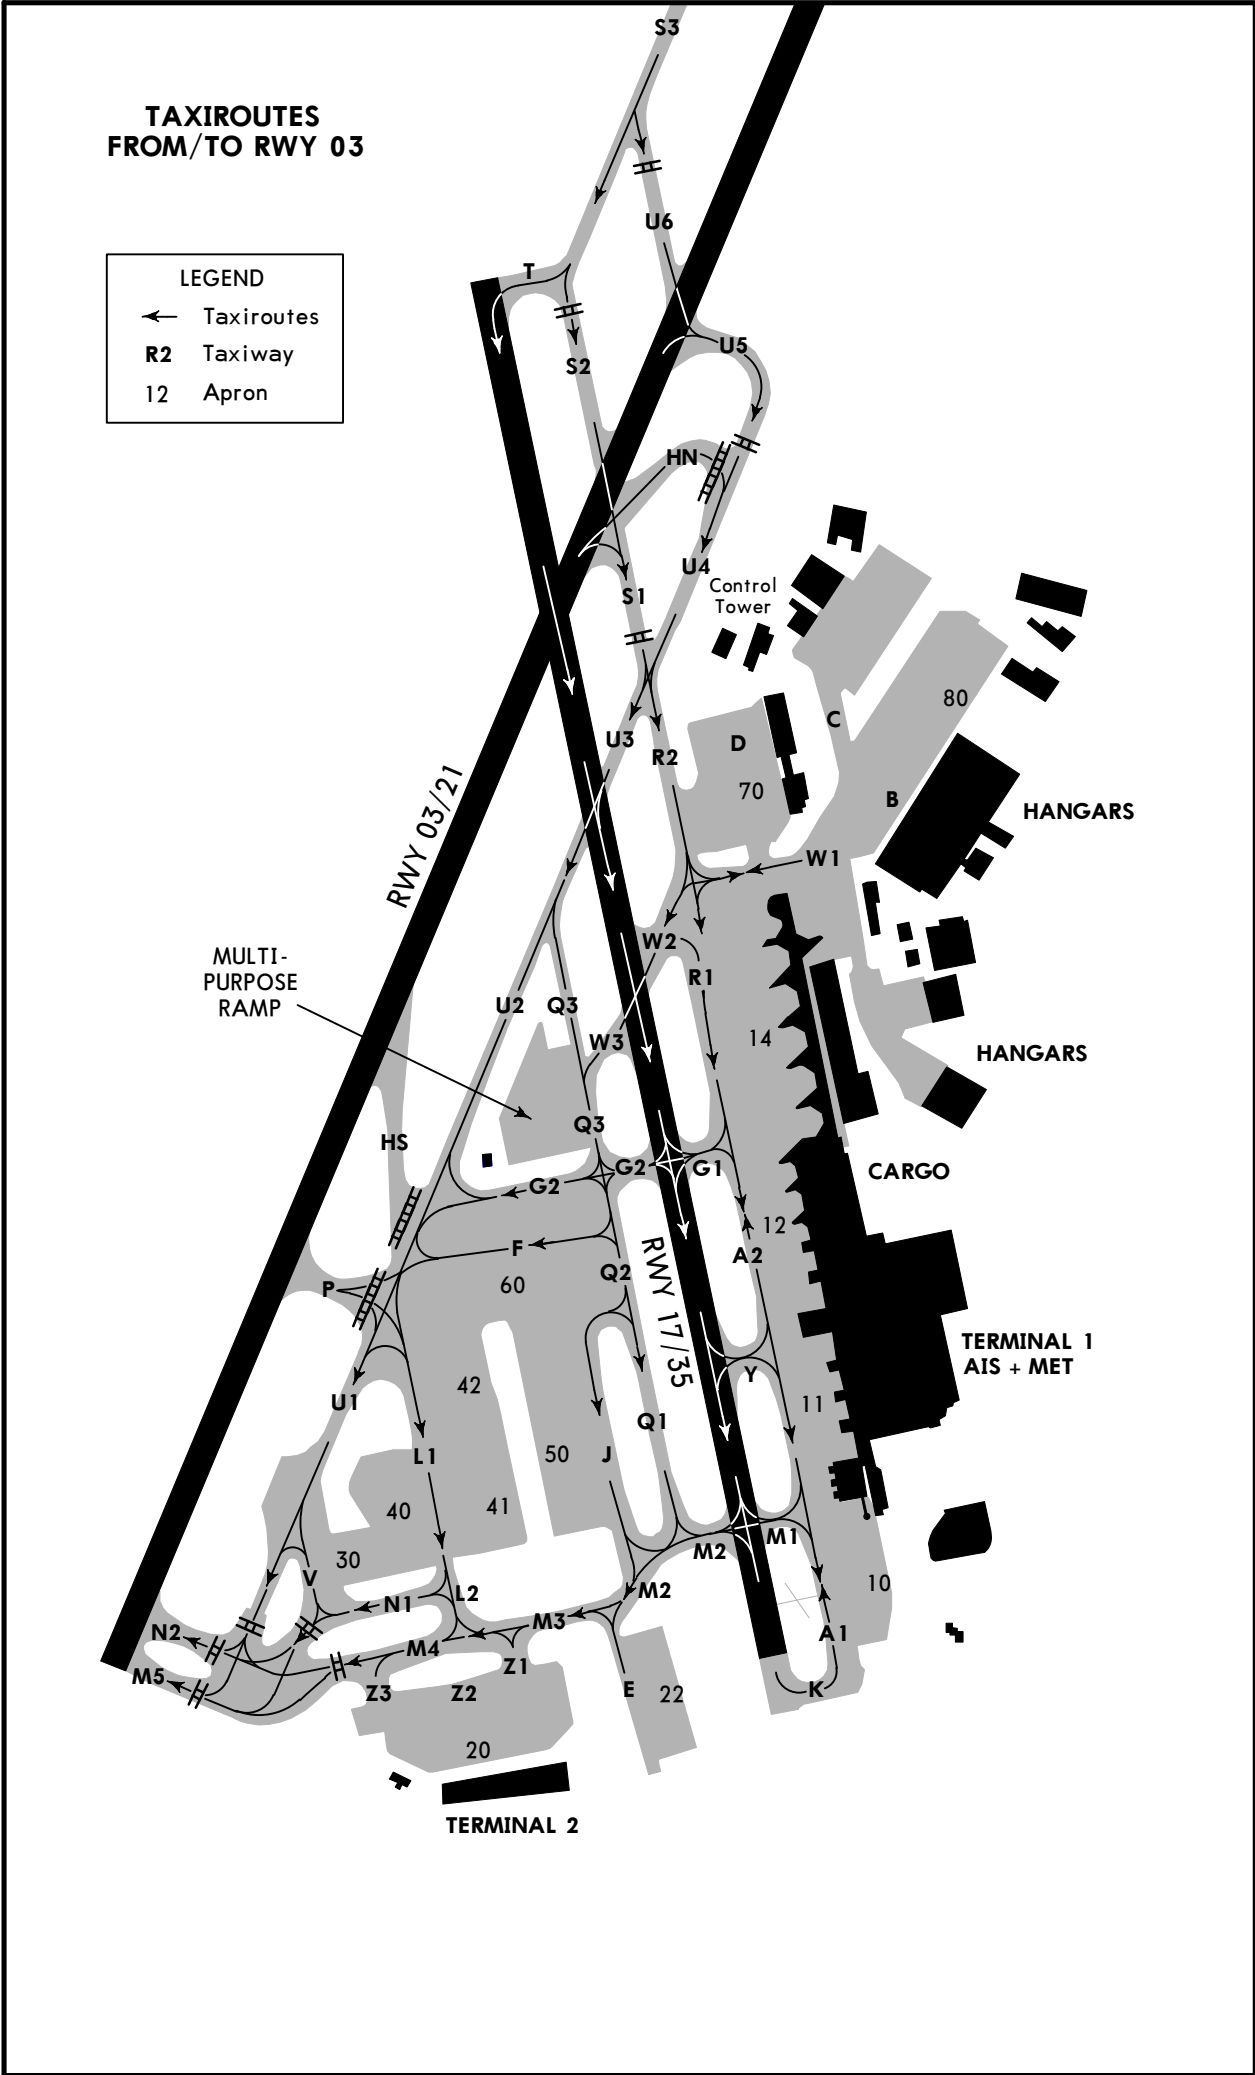 S3
TAXIROUTES
FROM/TO RWY 03
U6
T
LEGEND
Taxiroutes
R2 Taxiway
12 Apron
U5
S2
HN
U4
Control
Tower
S1
80
C
U3
D
R2
70
B
HANGARS
RWY 03/21
W1
W2
MULTI-
PURPOSE
RAMP
R1
U2
Q3
14
W3
HANGARS
Q3
HS
G2
G1
CARGO
G2
12
F
A2
RWY 17/35
Q2
60
P
TERMINAL 1
AIS + MET
Y
42
U1
11
Q1
L1
50
J
41
40
M1
M2
30
V
10
M2
L2
N1
M3
N2
A1
M4
Z1
M5
Z3
Z2
E
22
K
20
TERMINAL 2